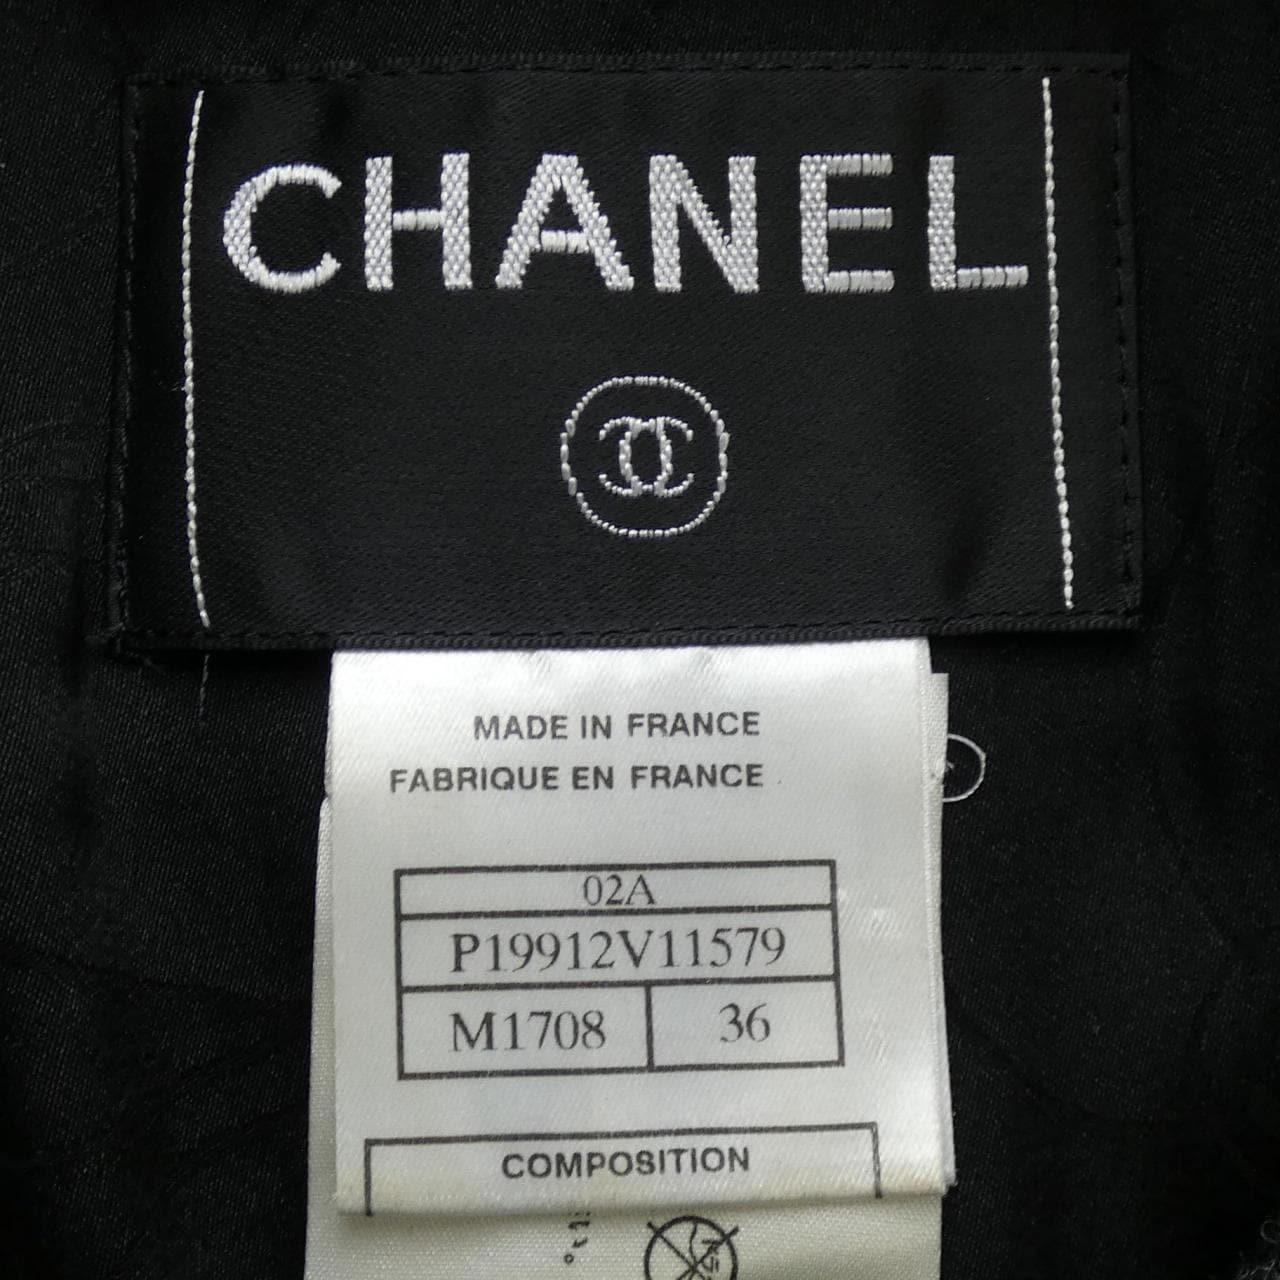 CHANEL
MADE IN FRANCE
FABRIQUE EN FRANCE
02A
P19912V11579
M1708 36
COMPOSITION